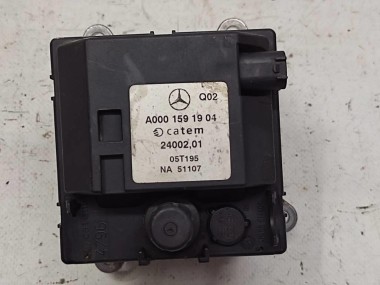 Q02
A000 159 19 04
catem
24002,01
05T195
NA 51107